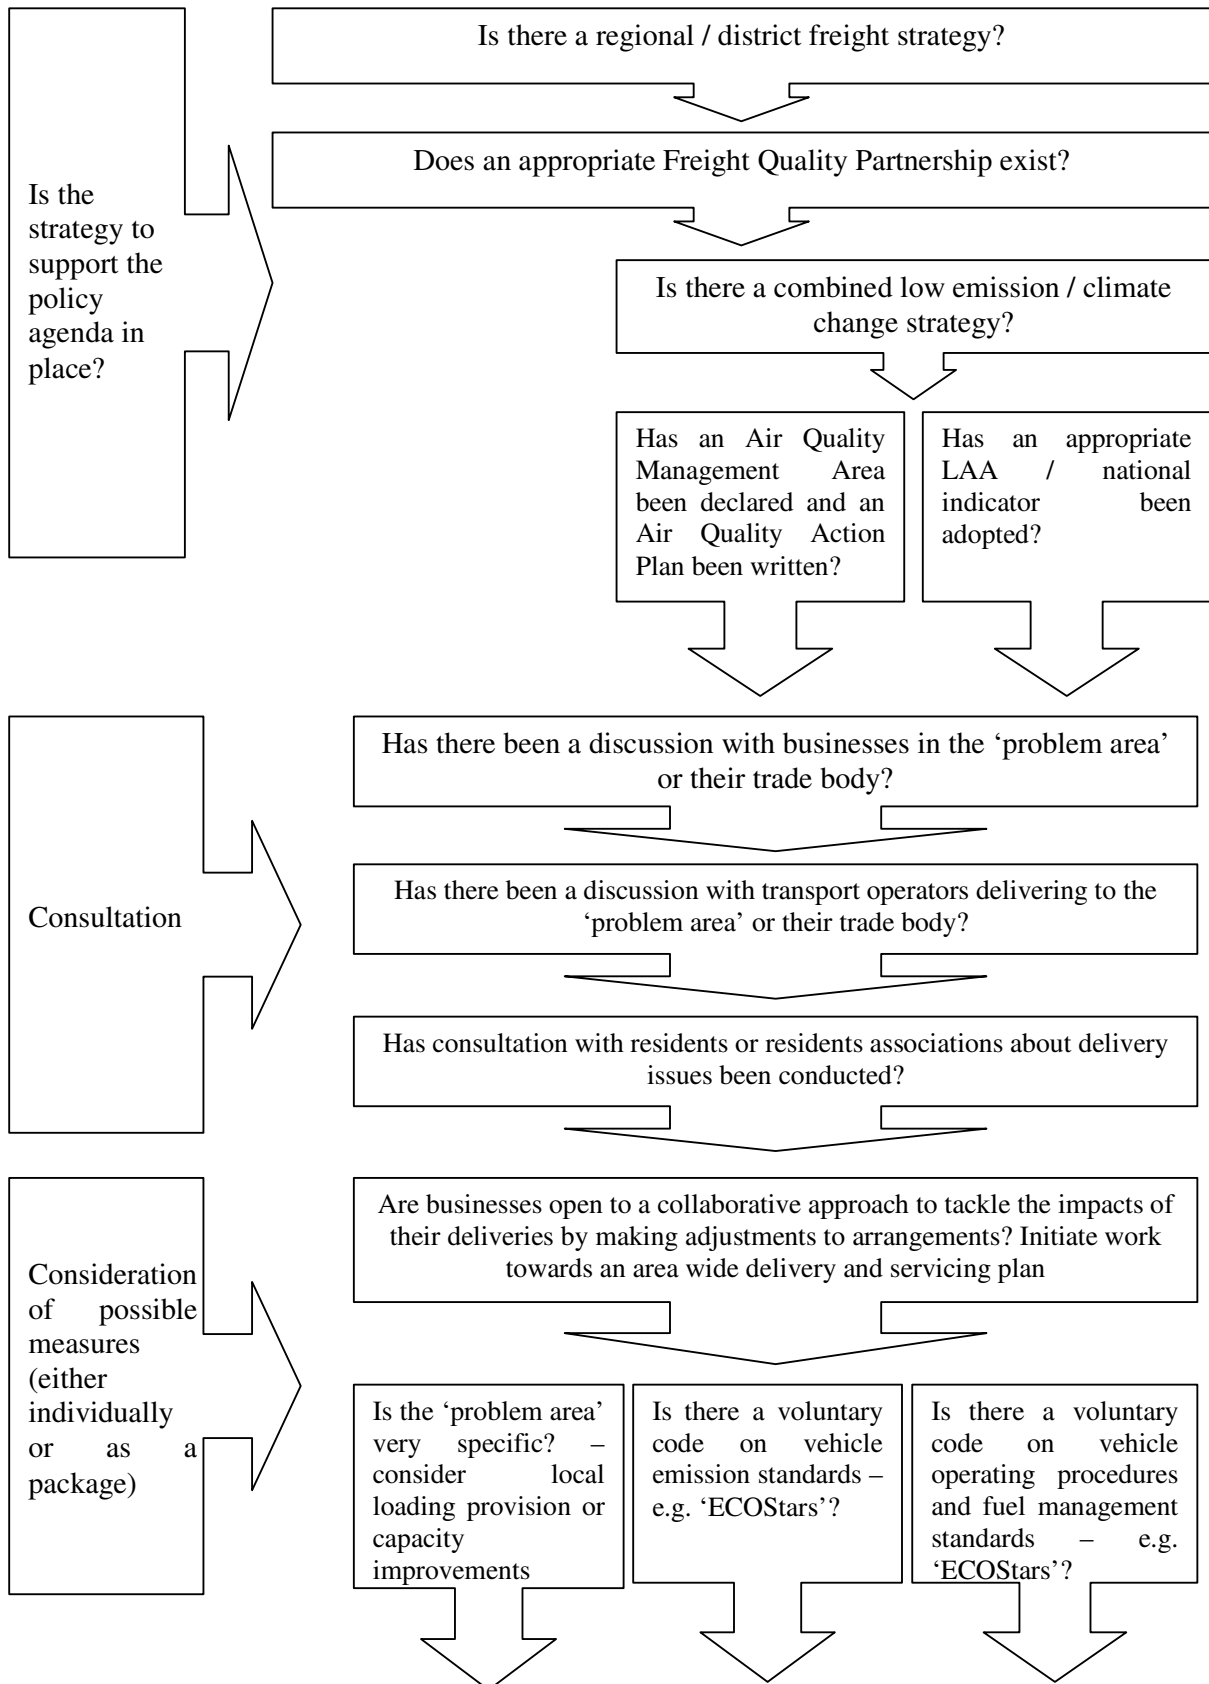 Is there a regional / district freight strategy?
Does an appropriate Freight Quality Partnership exist?
Is the
strategy to
support the
policy
agenda in
place?
Is there a combined low emission / climate
change strategy?
Has an Air Quality
Management Area
been declared and an
Air Quality Action
Plan been written?
Has an appropriate
LAA / national
indicator been
adopted?
Has there been a discussion with businesses in the ‘problem area’
or their trade body?
Consultation
Has there been a discussion with transport operators delivering to the
‘problem area’ or their trade body?
Has consultation with residents or residents associations about delivery
issues been conducted?
Consideration
of possible
measures
(either
individually
or as a
package)
Are businesses open to a collaborative approach to tackle the impacts of
their deliveries by making adjustments to arrangements? Initiate work
towards an area wide delivery and servicing plan
Is the ‘problem area’
very specific? –
consider local
loading provision or
capacity
improvements
Is there a voluntary
code on vehicle
emission standards –
e.g. ‘ECOStars’?
Is there a voluntary
code on vehicle
operating procedures
and fuel management
standards – e.g.
‘ECOStars’?